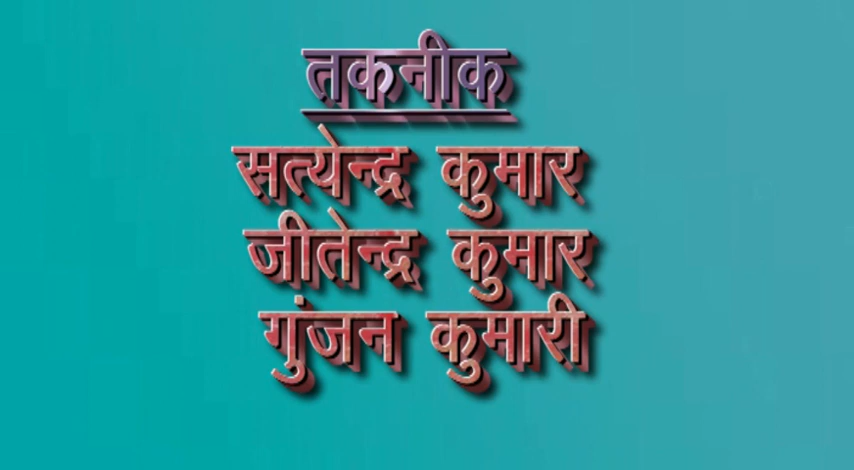 तकनीक
सत्येन्द्र कुमार
जीतेन्द्र कुमार
गुंजन कुमारी